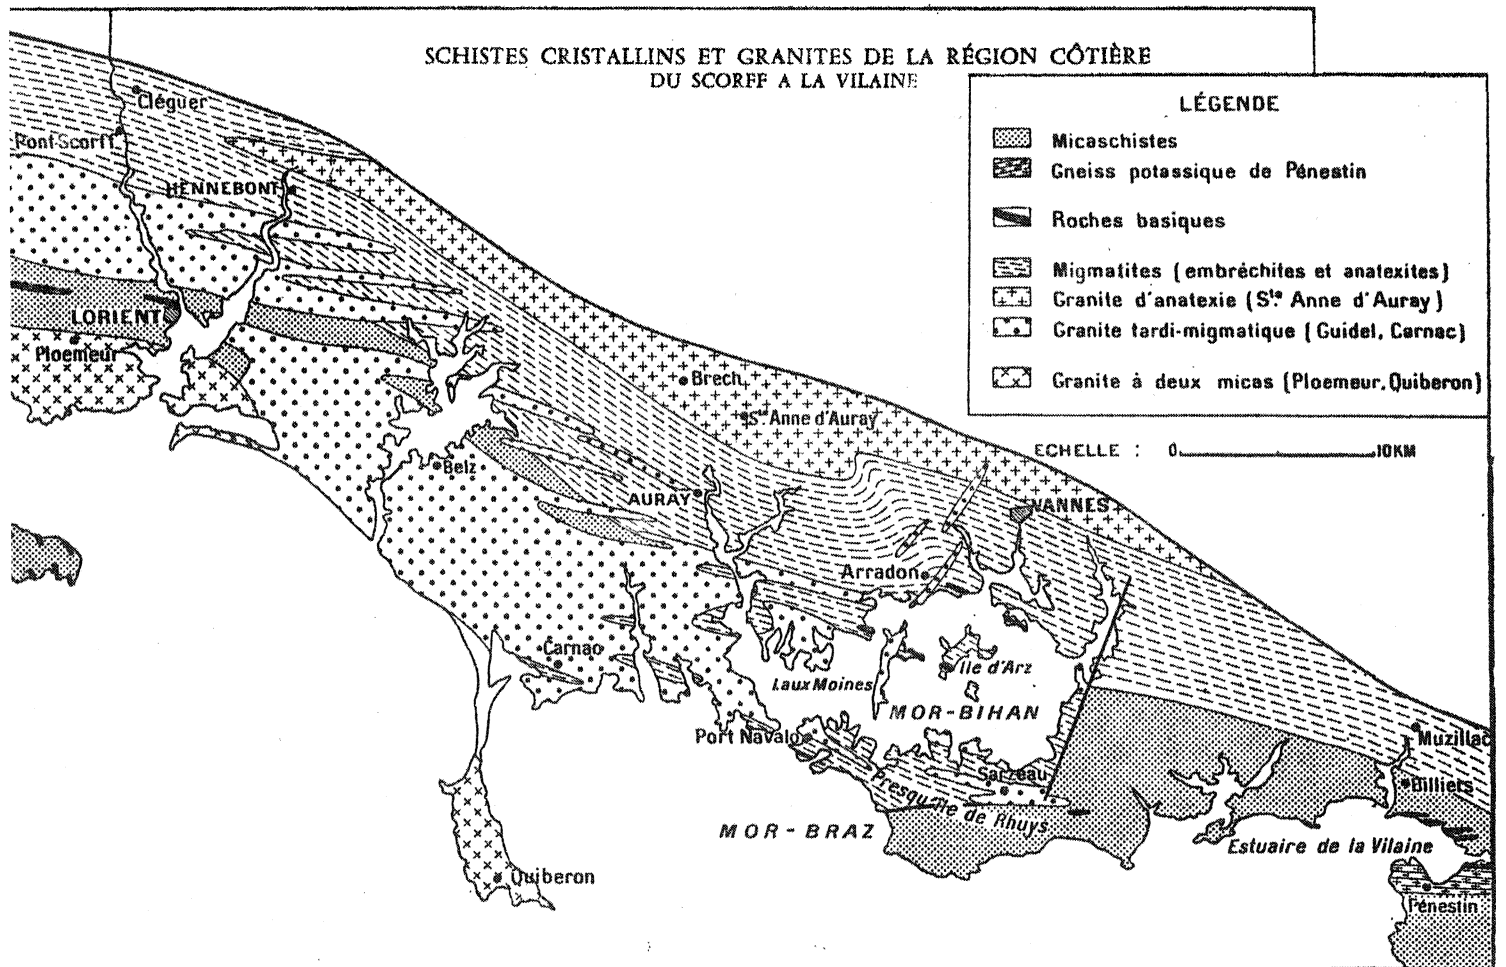 SCHISTES CRISTALLINS ET GRANITES DE LA RÉGION CÔTIÈRE
DU SCORFF A LA VILAINE
LÉGENDE
Micaschistes
Gneiss potassique de Pénestin
Roches basiques
Migmatites (embréchites et anatexites)
Granite d'anatexie (Ste Anne d'Auray)
Granite tardi-migmatique (Guidel, Carnac)
Granite à deux micas (Ploemeur, Quiberon)
ECHELLE : 0 10KM
Cléguer
Pont-Scorff
HENNEBONT
LORIENT
Ploemeur
Brech
Ste Anne d'Auray
Belz
AURAY
VANNES
Arradon
Carnac
Ile d'Arz
I.aux Moines
MOR-BIHAN
Port Navalo
Muzillac
Sarzeau
Billiers
Presqu'île de Rhuys
MOR-BRAZ
Estuaire de la Vilaine
Quiberon
Pénestin